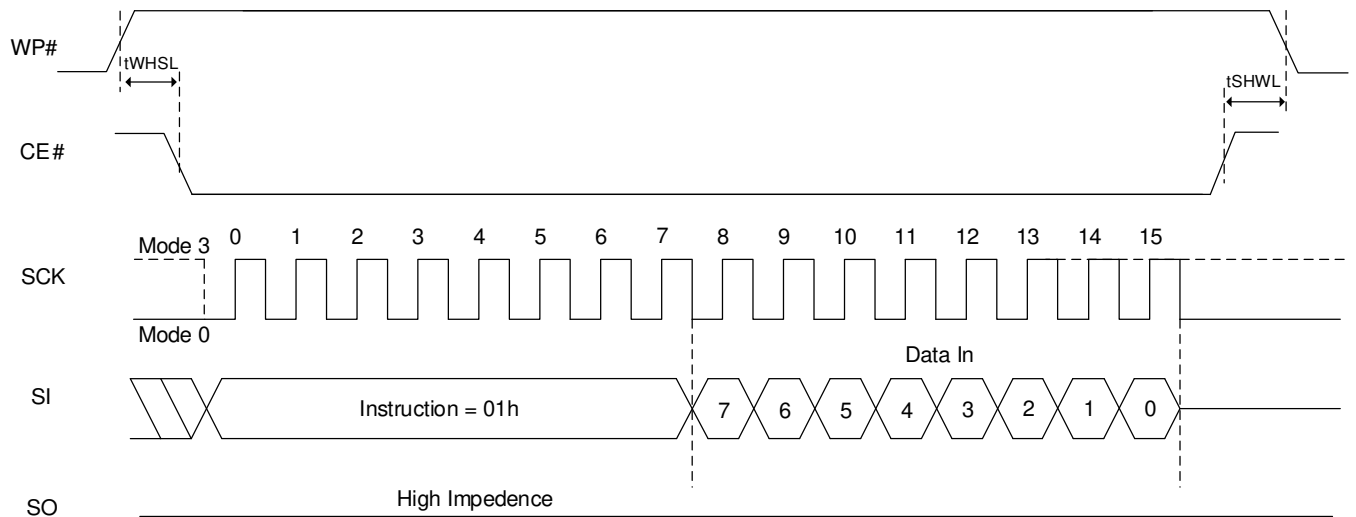 WP#
tWHSL
tSHWL
CE#
Mode 3
0 1 2 3 4 5 6 7 8 9 10 11 12 13 14 15
SCK
Mode 0
Data In
SI
Instruction = 01h
7 6 5 4 3 2 1 0
High Impedence
SO